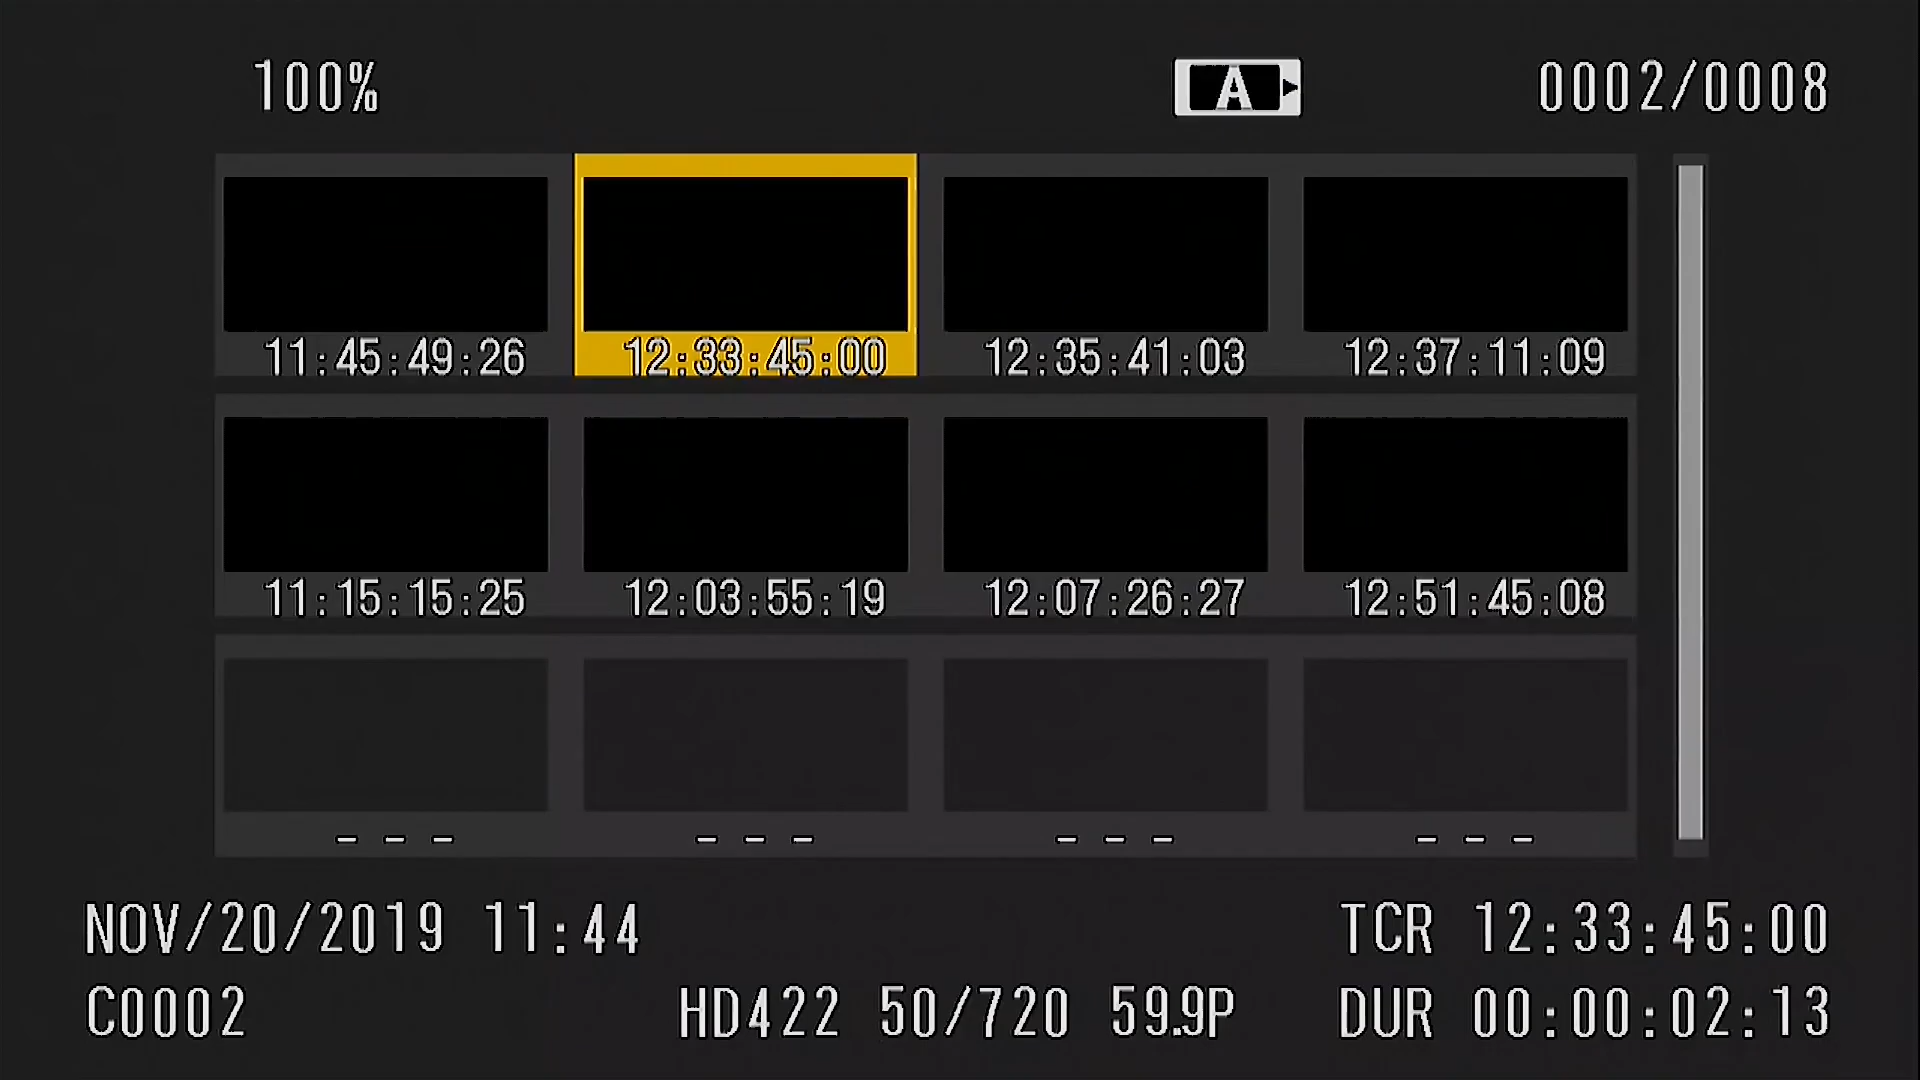 100% A 0002/0008
11:45:49:26 12:33:45:00 12:35:41:03 12:37:11:09
11:15:15:25 12:03:55:19 12:07:26:27 12:51:45:08
- - - - - - - - - - - -
NOV/20/2019 11:44 TCR 12:33:45:00
C0002 HD422 50/720 59.9P DUR 00:00:02:13